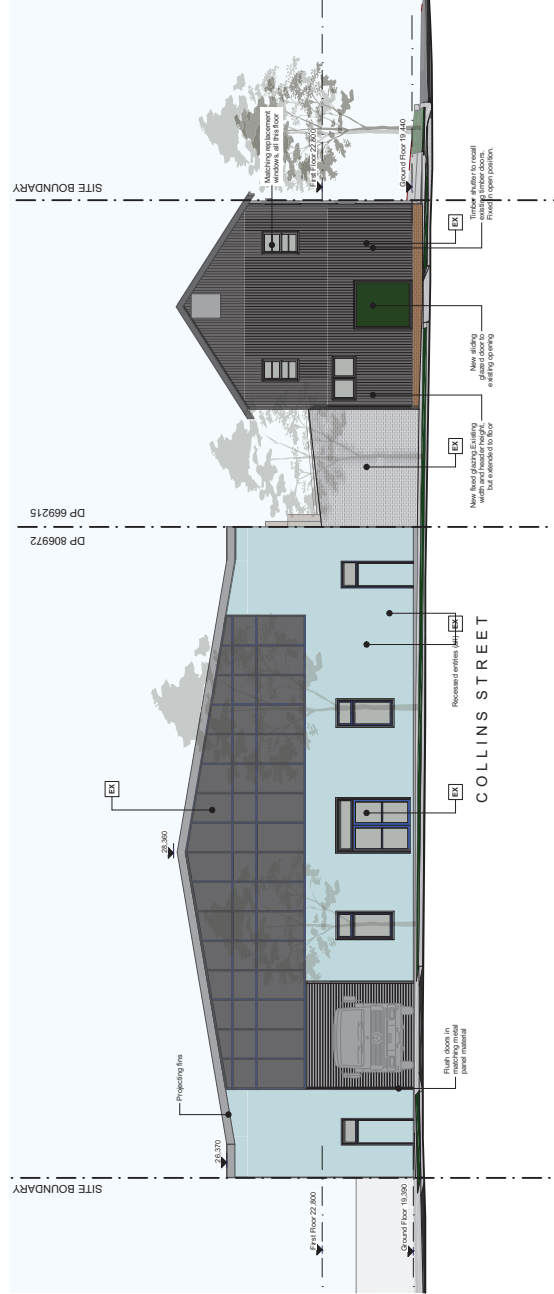 SITE BOUNDARY
DP 806972
DP 669215
SITE BOUNDARY
Projecting fins
EX
28,360
26,370
Matching replacement
windows, all this floor
First Floor 22,800
Ground Floor 19,390
First Floor 22,800
Ground Floor 19,440
Flush doors in
matching metal
panel material
EX
Recessed entries (all)
EX
EX
New fixed glazing.Existing
width and header height,
but extended to floor
New sliding
glazed door to
existing opening
EX
Timber shutter to recall
existing timber doors.
Fixed in open position.
COLLINS STREET